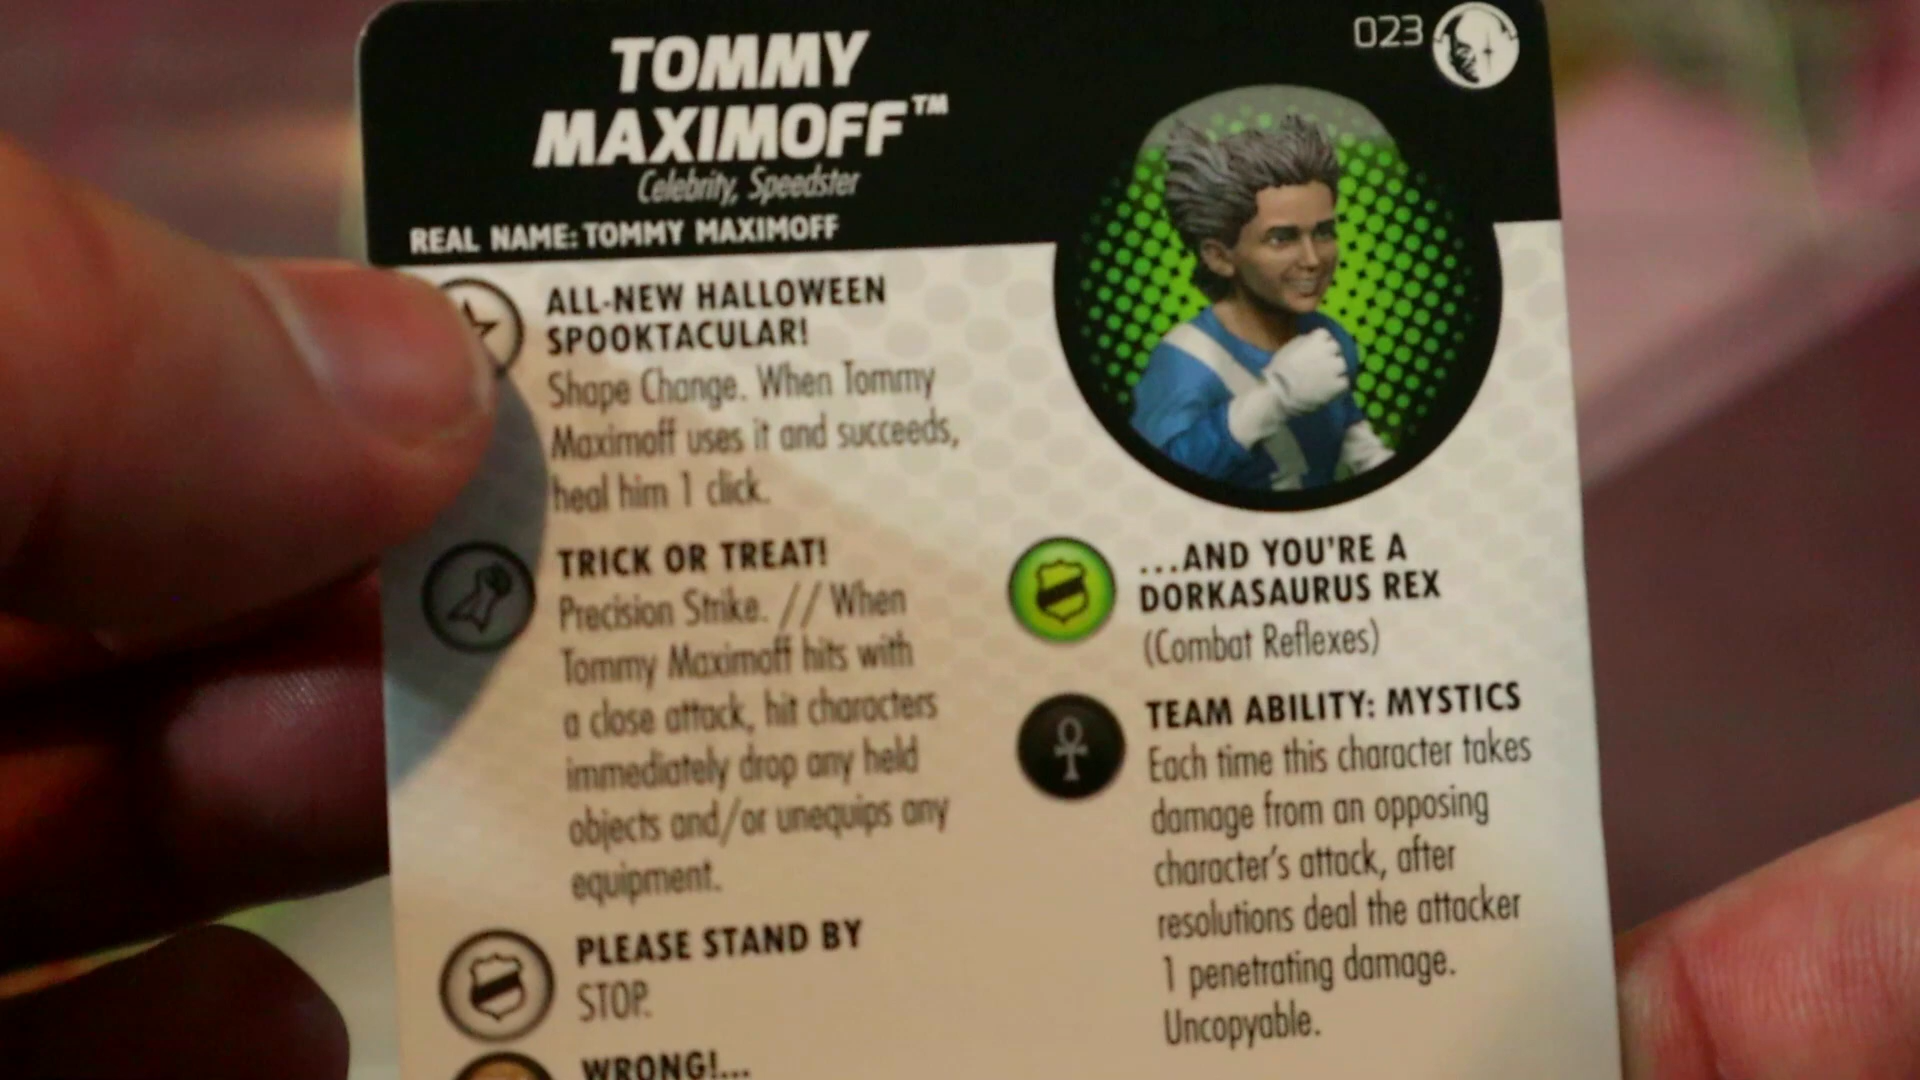 023
TOMMY
MAXIMOFF™
Celebrity, Speedster
REAL NAME: TOMMY MAXIMOFF
ALL-NEW HALLOWEEN
SPOOKTACULAR!
Shape Change. When Tommy
Maximoff uses it and succeeds,
heal him 1 click.
TRICK OR TREAT!
Precision Strike. // When
Tommy Maximoff hits with
a close attack, hit characters
immediately drop any held
objects and/or unequips any
equipment.
PLEASE STAND BY
STOP.
WRONG!...
...AND YOU'RE A
DORKASAURUS REX
(Combat Reflexes)
TEAM ABILITY: MYSTICS
Each time this character takes
damage from an opposing
character's attack, after
resolutions deal the attacker
1 penetrating damage.
Uncopyable.